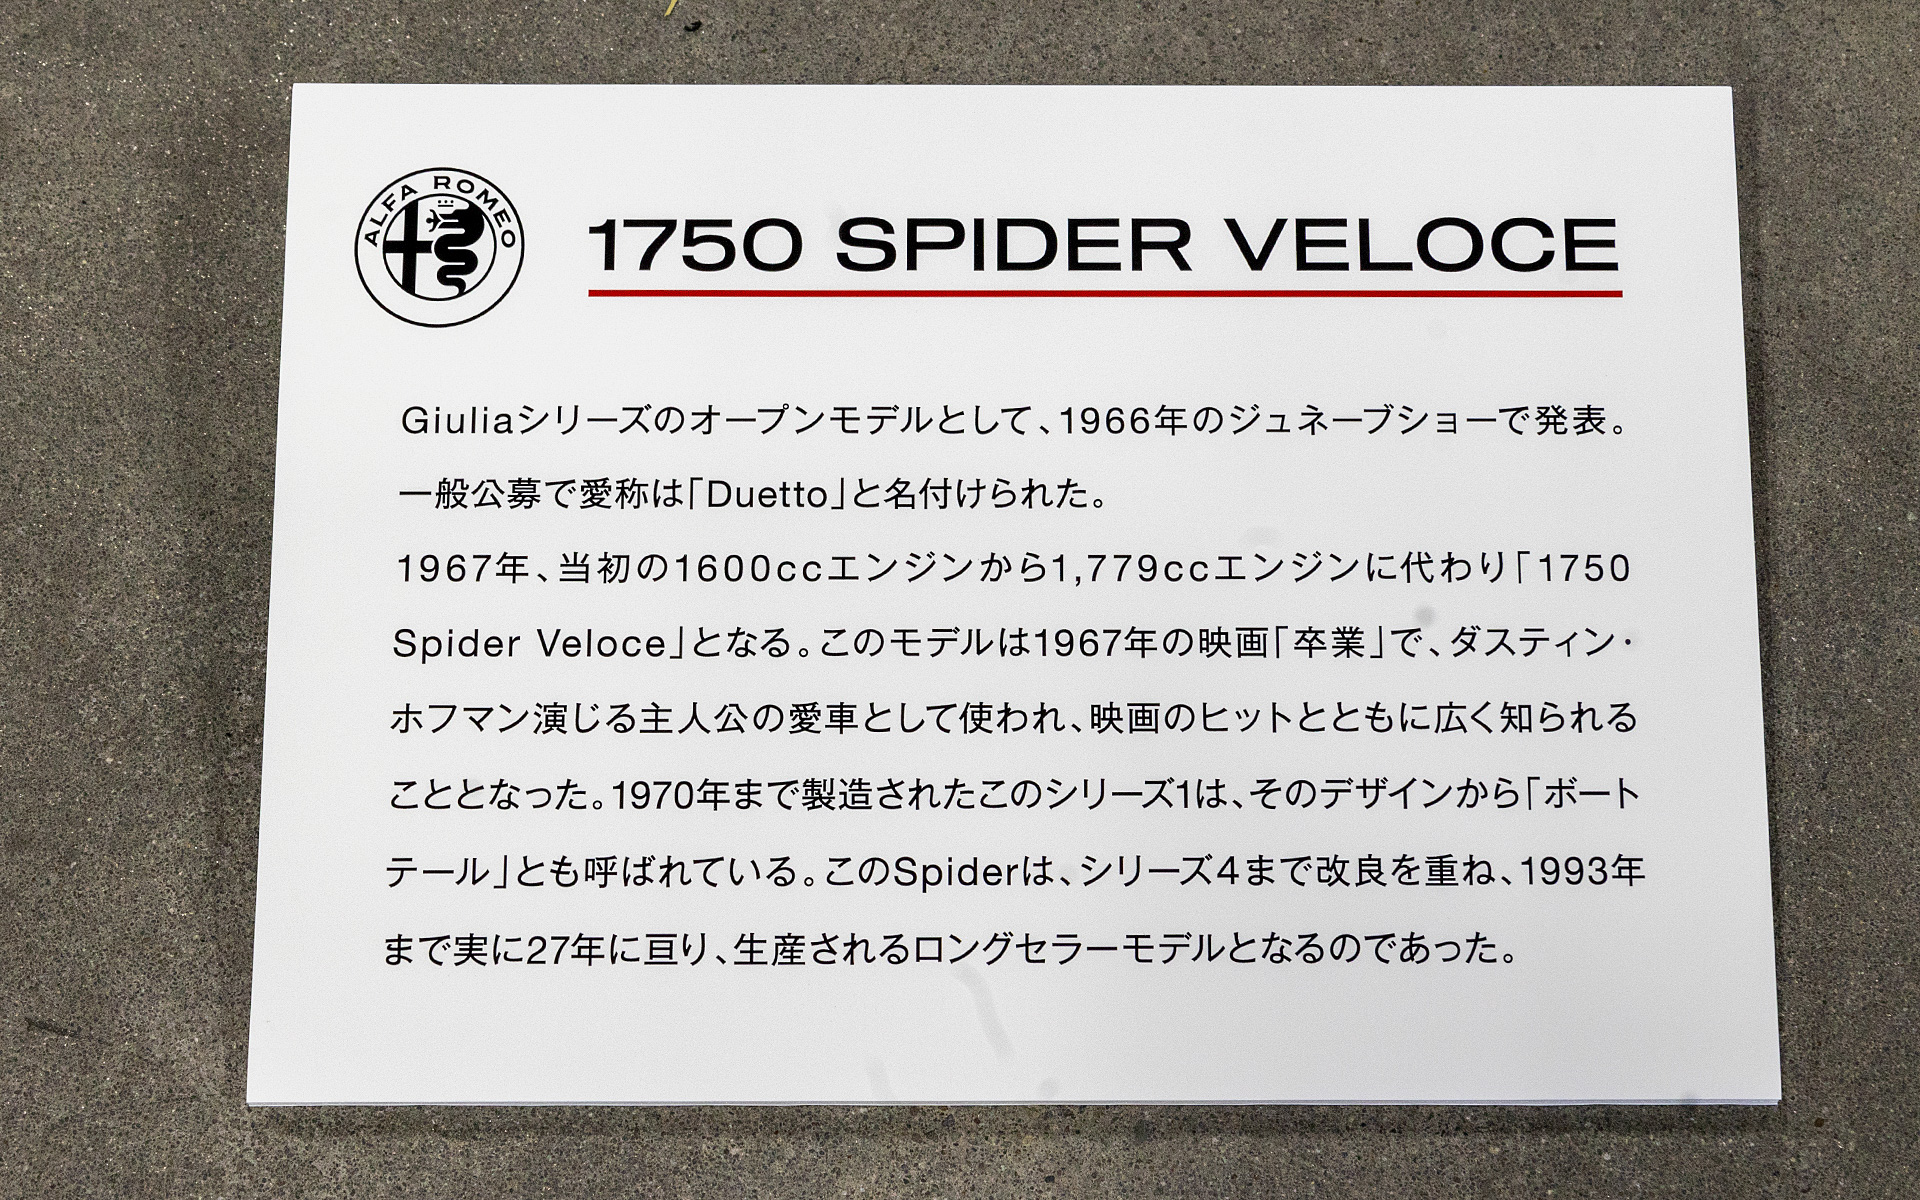 ALFA ROMEO
1750 SPIDER VELOCE
Giuliaシリーズのオープンモデルとして、1966年のジュネーブショーで発表。
一般公募で愛称は「Duetto」と名付けられた。
1967年、当初の1600ccエンジンから1,779ccエンジンに代わり「1750
Spider Veloce」となる。このモデルは1967年の映画「卒業」で、ダスティン・
ホフマン演じる主人公の愛車として使われ、映画のヒットとともに広く知られる
こととなった。1970年まで製造されたこのシリーズ1は、そのデザインから「ボート
テール」とも呼ばれている。このSpiderは、シリーズ4まで改良を重ね、1993年
まで実に27年に亘り、生産されるロングセラーモデルとなるのであった。